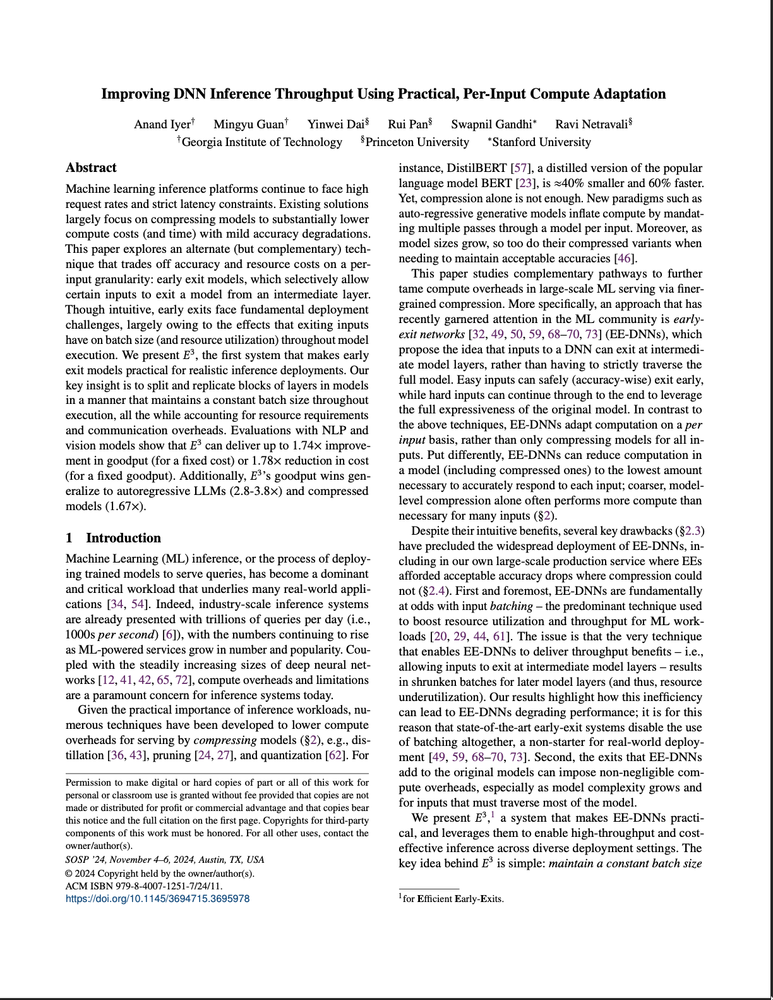 Improving DNN Inference Throughput Using Practical, Per-Input Compute Adaptation
Anand Iyer† Mingyu Guan† Yinwei Dai§ Rui Pan§ Swapnil Gandhi* Ravi Netravali§
†Georgia Institute of Technology §Princeton University *Stanford University
Abstract
Machine learning inference platforms continue to face high
request rates and strict latency constraints. Existing solutions
largely focus on compressing models to substantially lower
compute costs (and time) with mild accuracy degradations.
This paper explores an alternate (but complementary) tech-
nique that trades off accuracy and resource costs on a per-
input granularity: early exit models, which selectively allow
certain inputs to exit a model from an intermediate layer.
Though intuitive, early exits face fundamental deployment
challenges, largely owing to the effects that exiting inputs
have on batch size (and resource utilization) throughout model
execution. We present E³, the first system that makes early
exit models practical for realistic inference deployments. Our
key insight is to split and replicate blocks of layers in models
in a manner that maintains a constant batch size throughout
execution, all the while accounting for resource requirements
and communication overheads. Evaluations with NLP and
vision models show that E³ can deliver up to 1.74× improve-
ment in goodput (for a fixed cost) or 1.78× reduction in cost
(for a fixed goodput). Additionally, E³'s goodput wins gen-
eralize to autoregressive LLMs (2.8-3.8×) and compressed
models (1.67×).
1 Introduction
Machine Learning (ML) inference, or the process of deploy-
ing trained models to serve queries, has become a dominant
and critical workload that underlies many real-world appli-
cations [34, 54]. Indeed, industry-scale inference systems
are already presented with trillions of queries per day (i.e.,
1000s per second) [6]), with the numbers continuing to rise
as ML-powered services grow in number and popularity. Cou-
pled with the steadily increasing sizes of deep neural net-
works [12, 41, 42, 65, 72], compute overheads and limitations
are a paramount concern for inference systems today.
Given the practical importance of inference workloads, nu-
merous techniques have been developed to lower compute
overheads for serving by compressing models (§2), e.g., dis-
tillation [36, 43], pruning [24, 27], and quantization [62]. For
Permission to make digital or hard copies of part or all of this work for
personal or classroom use is granted without fee provided that copies are not
made or distributed for profit or commercial advantage and that copies bear
this notice and the full citation on the first page. Copyrights for third-party
components of this work must be honored. For all other uses, contact the
owner/author(s).
SOSP '24, November 4–6, 2024, Austin, TX, USA
© 2024 Copyright held by the owner/author(s).
ACM ISBN 979-8-4007-1251-7/24/11.
https://doi.org/10.1145/3694715.3695978
instance, DistilBERT [57], a distilled version of the popular
language model BERT [23], is ≈40% smaller and 60% faster.
Yet, compression alone is not enough. New paradigms such as
auto-regressive generative models inflate compute by mandat-
ing multiple passes through a model per input. Moreover, as
model sizes grow, so too do their compressed variants when
needing to maintain acceptable accuracies [46].
This paper studies complementary pathways to further
tame compute overheads in large-scale ML serving via finer-
grained compression. More specifically, an approach that has
recently garnered attention in the ML community is early-
exit networks [32, 49, 50, 59, 68–70, 73] (EE-DNNs), which
propose the idea that inputs to a DNN can exit at intermedi-
ate model layers, rather than having to strictly traverse the
full model. Easy inputs can safely (accuracy-wise) exit early,
while hard inputs can continue through to the end to leverage
the full expressiveness of the original model. In contrast to
the above techniques, EE-DNNs adapt computation on a per
input basis, rather than only compressing models for all in-
puts. Put differently, EE-DNNs can reduce computation in
a model (including compressed ones) to the lowest amount
necessary to accurately respond to each input; coarser, model-
level compression alone often performs more compute than
necessary for many inputs (§2).
Despite their intuitive benefits, several key drawbacks (§2.3)
have precluded the widespread deployment of EE-DNNs, in-
cluding in our own large-scale production service where EEs
afforded acceptable accuracy drops where compression could
not (§2.4). First and foremost, EE-DNNs are fundamentally
at odds with input batching – the predominant technique used
to boost resource utilization and throughput for ML work-
loads [20, 29, 44, 61]. The issue is that the very technique
that enables EE-DNNs to deliver throughput benefits – i.e.,
allowing inputs to exit at intermediate model layers – results
in shrunken batches for later model layers (and thus, resource
underutilization). Our results highlight how this inefficiency
can lead to EE-DNNs degrading performance; it is for this
reason that state-of-the-art early-exit systems disable the use
of batching altogether, a non-starter for real-world deploy-
ment [49, 59, 68–70, 73]. Second, the exits that EE-DNNs
add to the original models can impose non-negligible com-
pute overheads, especially as model complexity grows and
for inputs that must traverse most of the model.
We present E³,¹ a system that makes EE-DNNs practi-
cal, and leverages them to enable high-throughput and cost-
effective inference across diverse deployment settings. The
key idea behind E³ is simple: maintain a constant batch size
¹for Efficient Early-Exits.